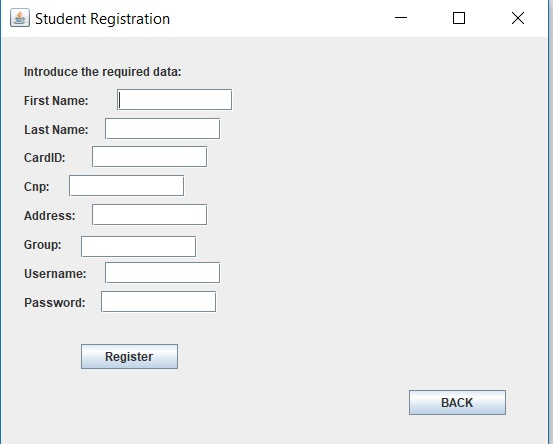 Student Registration
Introduce the required data:
First Name:
Last Name:
CardID:
Cnp:
Address:
Group:
Username:
Password:
Register
BACK